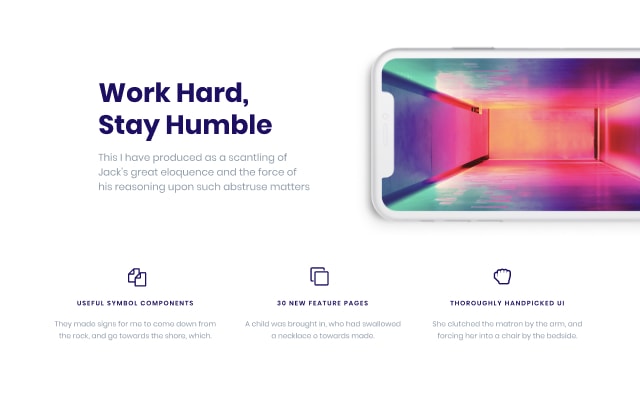 Work Hard,
Stay Humble
This I have produced as a scantling of
Jack's great eloquence and the force of
his reasoning upon such abstruse matters
USEFUL SYMBOL COMPONENTS
They made signs for me to come down from
the rock, and go towards the shore, which.
30 NEW FEATURE PAGES
A child was brought in, who had swallowed
a necklace o towards made.
THOROUGHLY HANDPICKED UI
She clutched the matron by the arm, and
forcing her into a chair by the bedside.